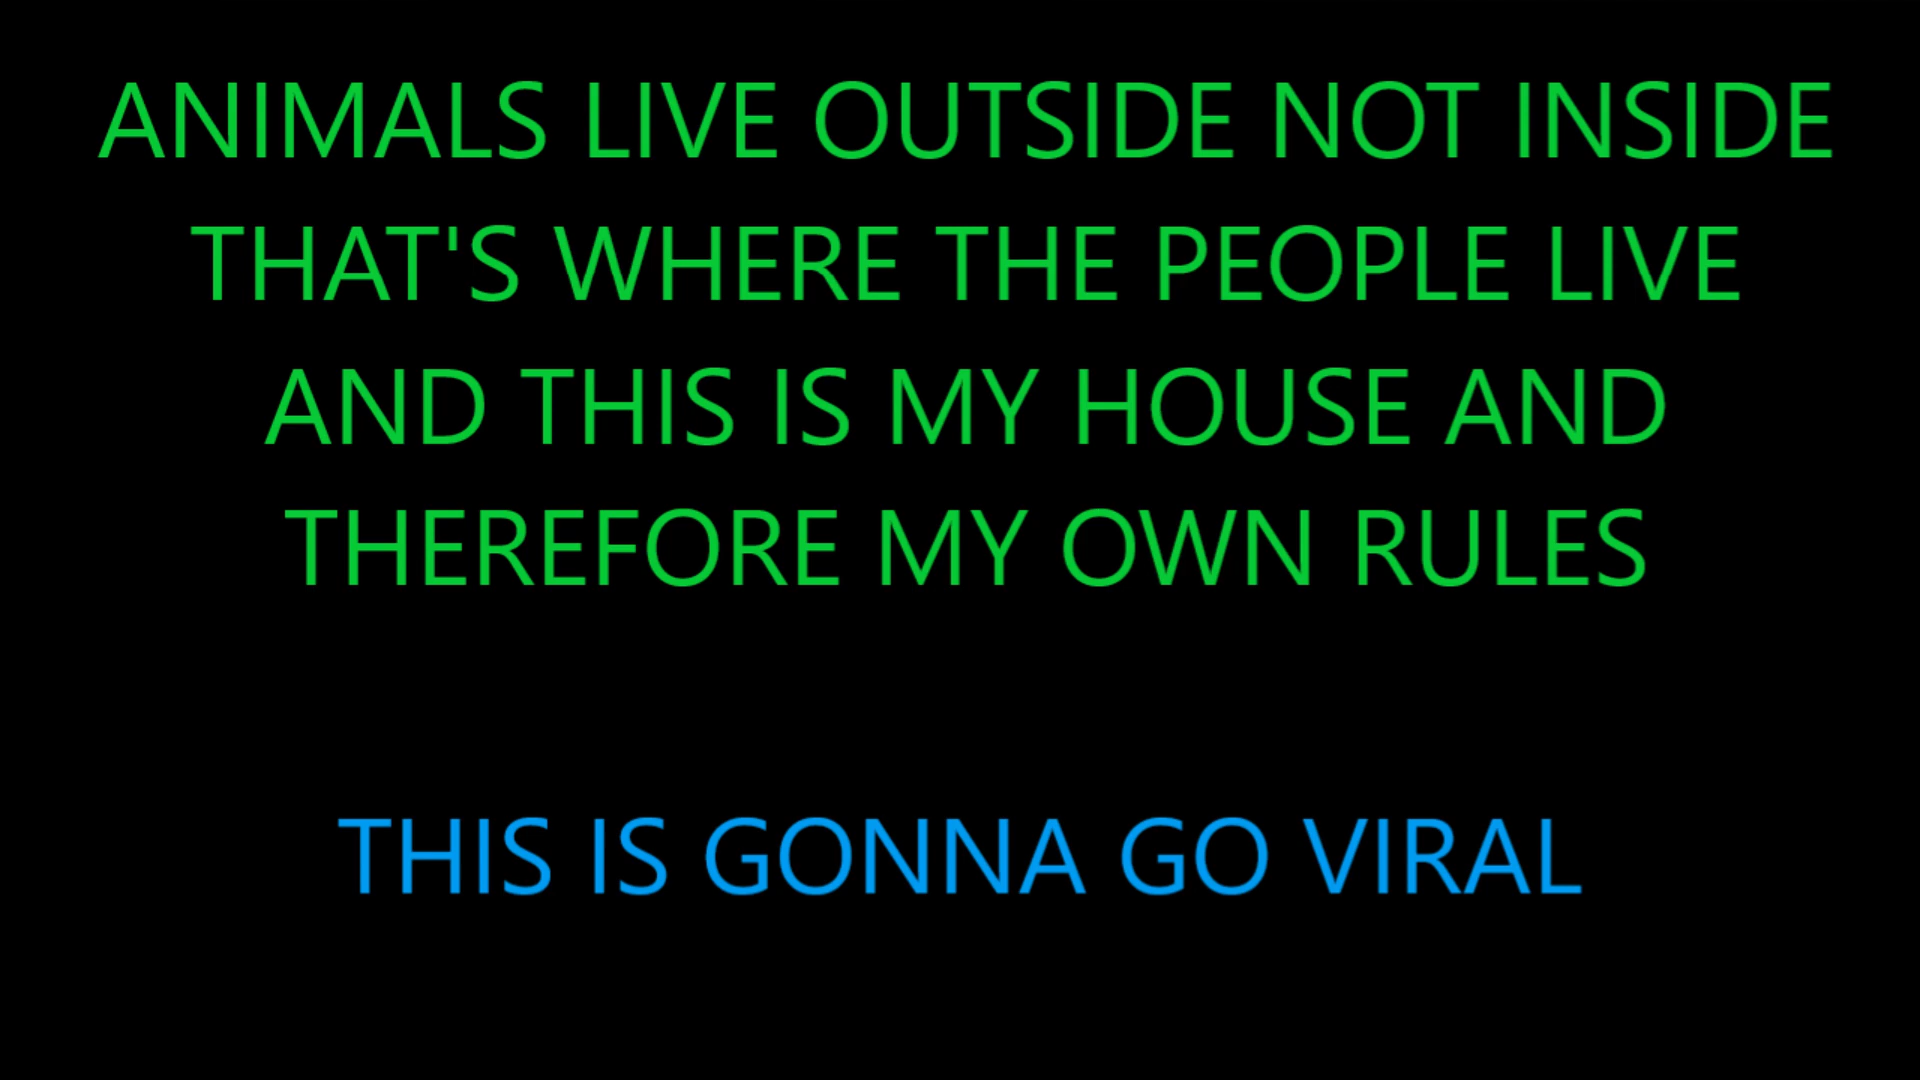 ANIMALS LIVE OUTSIDE NOT INSIDE
THAT'S WHERE THE PEOPLE LIVE
AND THIS IS MY HOUSE AND
THEREFORE MY OWN RULES
THIS IS GONNA GO VIRAL